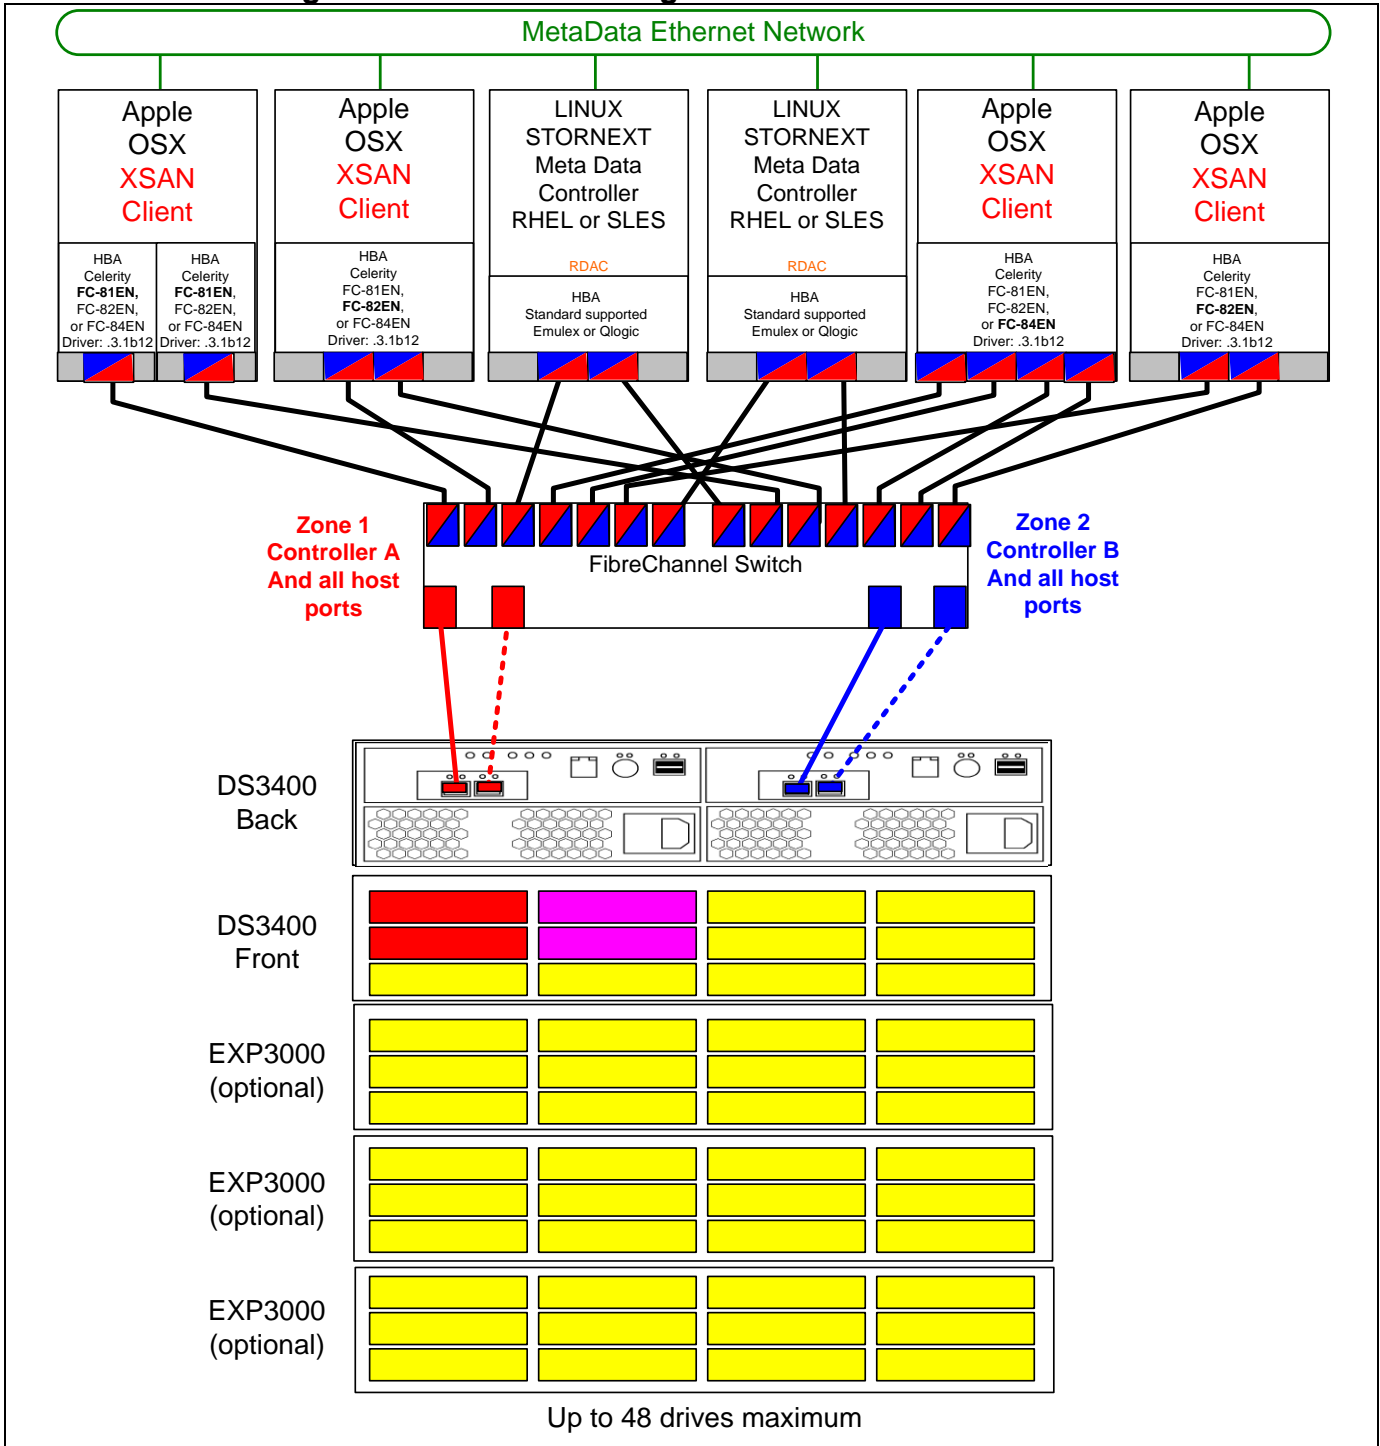 MetaData Ethernet Network
Apple
OSX
XSAN
Client
HBA
Celerity
FC-81EN,
FC-82EN,
or FC-84EN
Driver: .3.1b12
HBA
Celerity
FC-81EN,
FC-82EN,
or FC-84EN
Driver: .3.1b12
Apple
OSX
XSAN
Client
HBA
Celerity
FC-81EN,
FC-82EN,
or FC-84EN
Driver: .3.1b12
LINUX
STORNEXT
Meta Data
Controller
RHEL or SLES
RDAC
HBA
Standard supported
Emulex or Qlogic
LINUX
STORNEXT
Meta Data
Controller
RHEL or SLES
RDAC
HBA
Standard supported
Emulex or Qlogic
Apple
OSX
XSAN
Client
HBA
Celerity
FC-81EN,
FC-82EN,
or FC-84EN
Driver: .3.1b12
Apple
OSX
XSAN
Client
HBA
Celerity
FC-81EN,
FC-82EN,
or FC-84EN
Driver: .3.1b12
Zone 1
Controller A
And all host
ports
FibreChannel Switch
Zone 2
Controller B
And all host
ports
DS3400
Back
DS3400
Front
EXP3000
(optional)
EXP3000
(optional)
EXP3000
(optional)
Up to 48 drives maximum